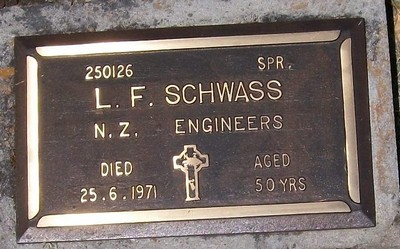 250126 SPR.
L. F. SCHWASS
N. Z. ENGINEERS
DIED AGED
25.6.1971 50 YRS